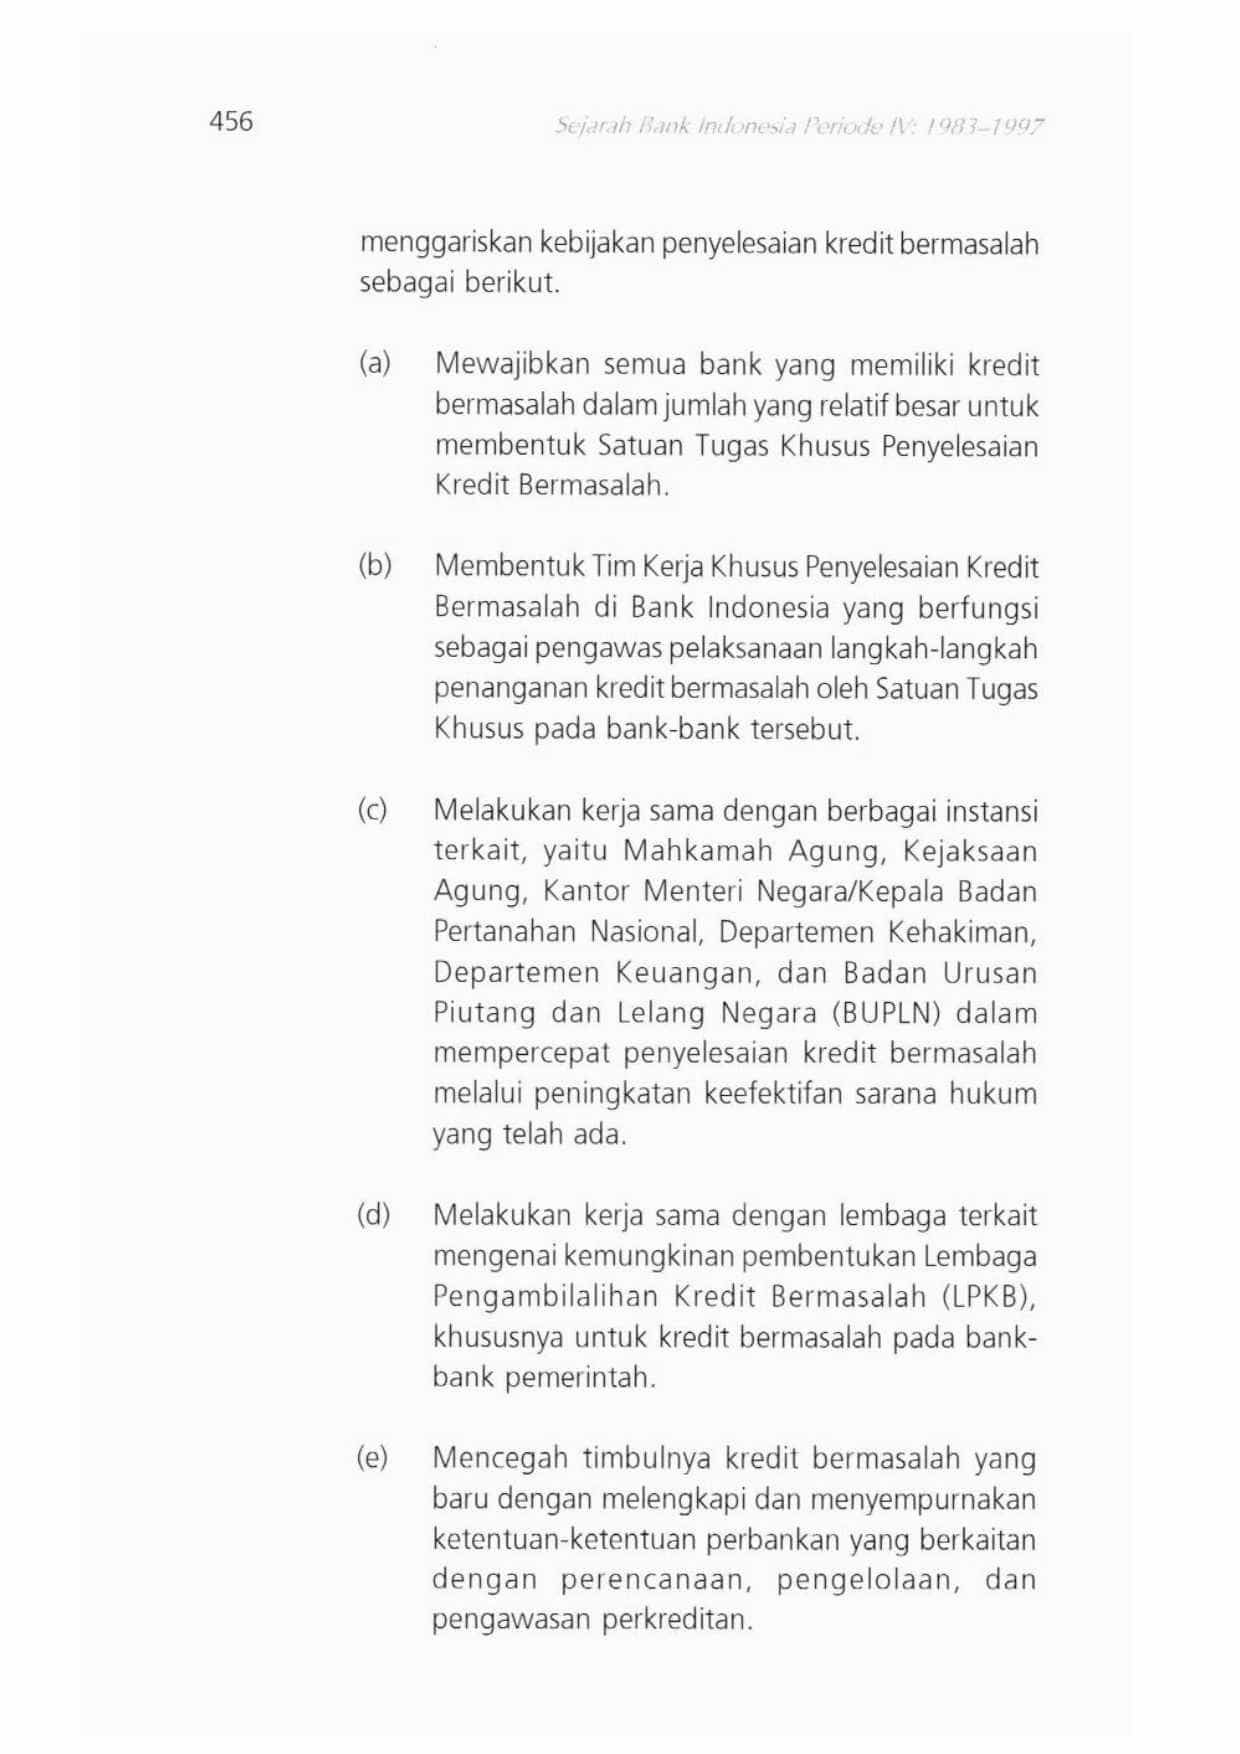 456
Sejarah Bank Indonesia Periode IV: 1983–1997
menggariskan kebijakan penyelesaian kredit bermasalah
sebagai berikut.
(a) Mewajibkan semua bank yang memiliki kredit
bermasalah dalam jumlah yang relatif besar untuk
membentuk Satuan Tugas Khusus Penyelesaian
Kredit Bermasalah.
(b) Membentuk Tim Kerja Khusus Penyelesaian Kredit
Bermasalah di Bank Indonesia yang berfungsi
sebagai pengawas pelaksanaan langkah-langkah
penanganan kredit bermasalah oleh Satuan Tugas
Khusus pada bank-bank tersebut.
(c) Melakukan kerja sama dengan berbagai instansi
terkait, yaitu Mahkamah Agung, Kejaksaan
Agung, Kantor Menteri Negara/Kepala Badan
Pertanahan Nasional, Departemen Kehakiman,
Departemen Keuangan, dan Badan Urusan
Piutang dan Lelang Negara (BUPLN) dalam
mempercepat penyelesaian kredit bermasalah
melalui peningkatan keefektifan sarana hukum
yang telah ada.
(d) Melakukan kerja sama dengan lembaga terkait
mengenai kemungkinan pembentukan Lembaga
Pengambilalihan Kredit Bermasalah (LPKB),
khususnya untuk kredit bermasalah pada bank-
bank pemerintah.
(e) Mencegah timbulnya kredit bermasalah yang
baru dengan melengkapi dan menyempurnakan
ketentuan-ketentuan perbankan yang berkaitan
dengan perencanaan, pengelolaan, dan
pengawasan perkreditan.